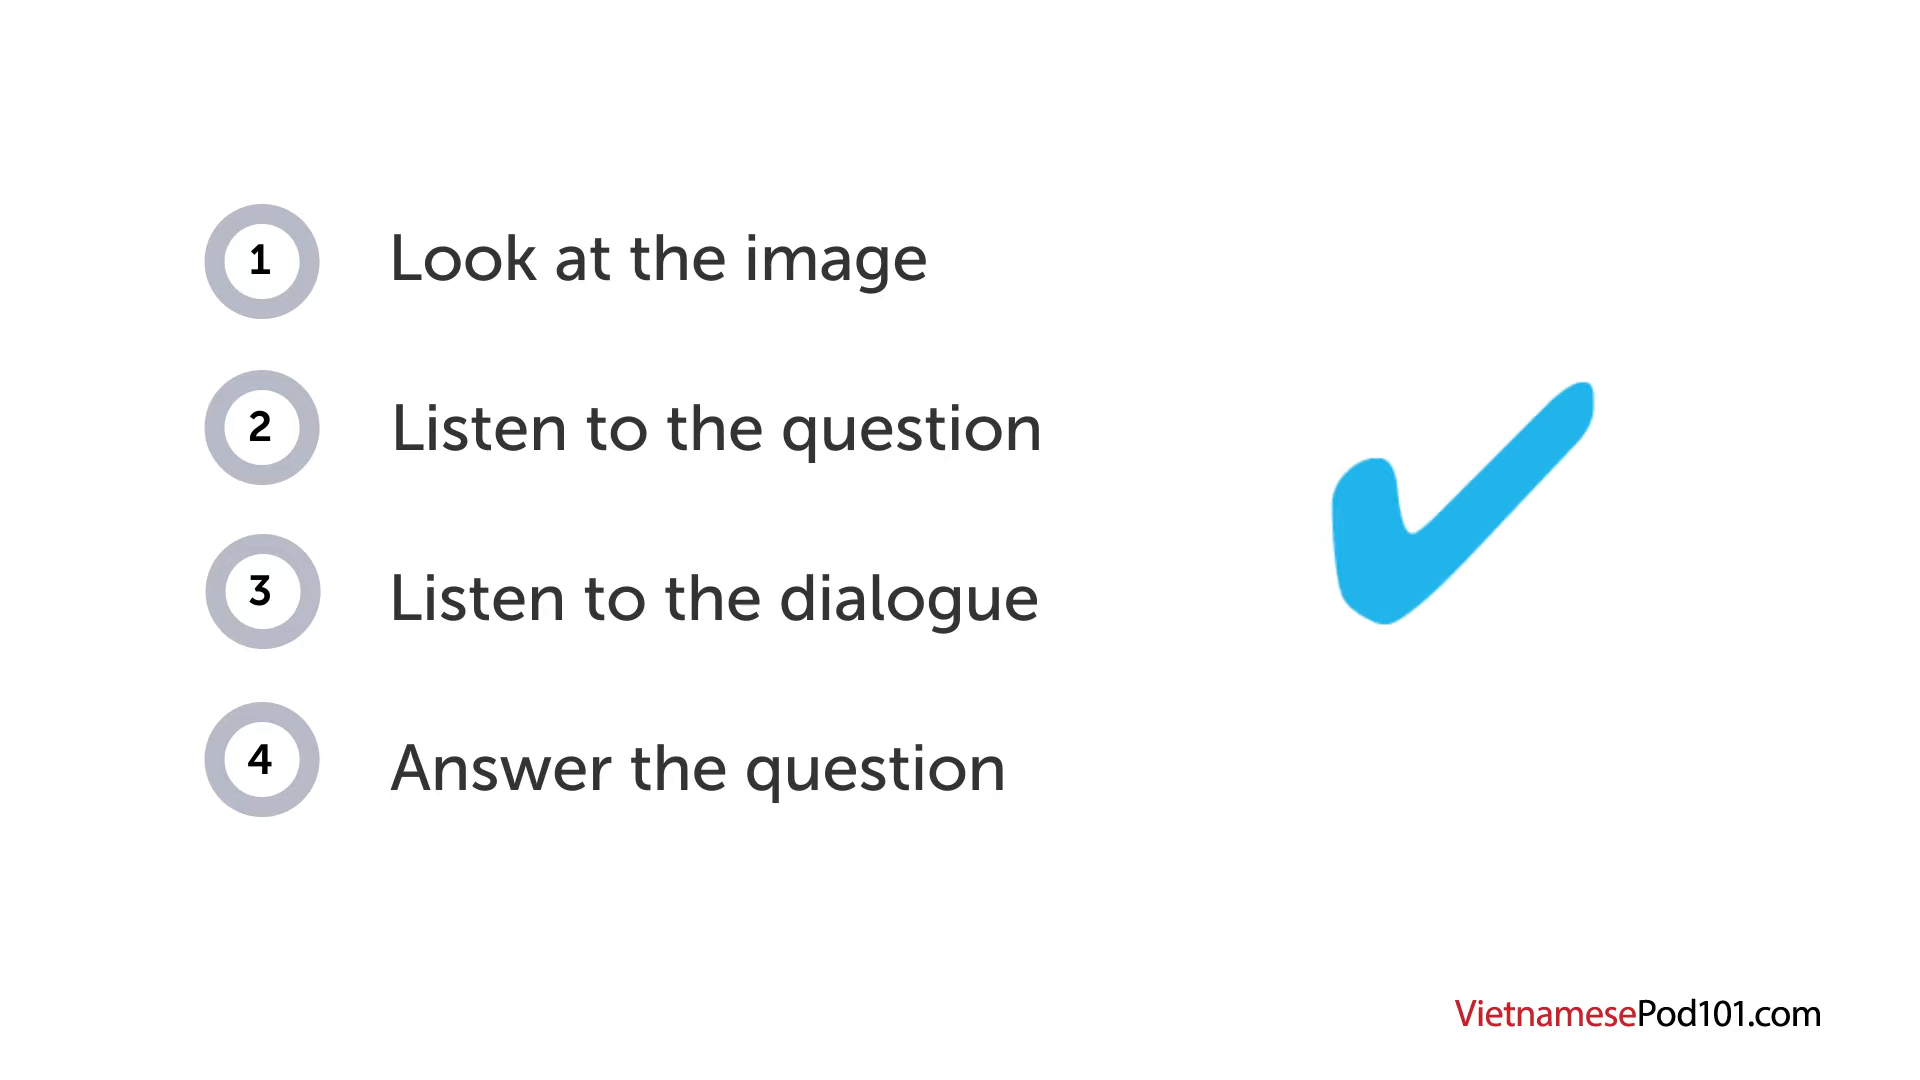 1 Look at the image
2 Listen to the question
3 Listen to the dialogue
4 Answer the question
VietnamesePod101.com